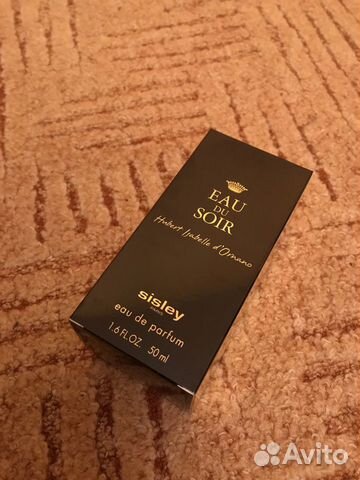 EAU
DU
SOIR
Hubert Isabelle d'Ornano
sisley
PARIS
eau de parfum
1.6 FL.OZ. 50 ml
Avito